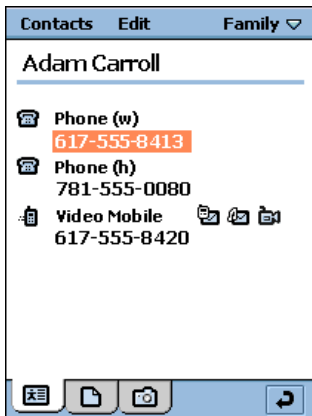 Contacts Edit Family
Adam Carroll
Phone (w)
617-555-8413
Phone (h)
781-555-0080
Video Mobile
617-555-8420